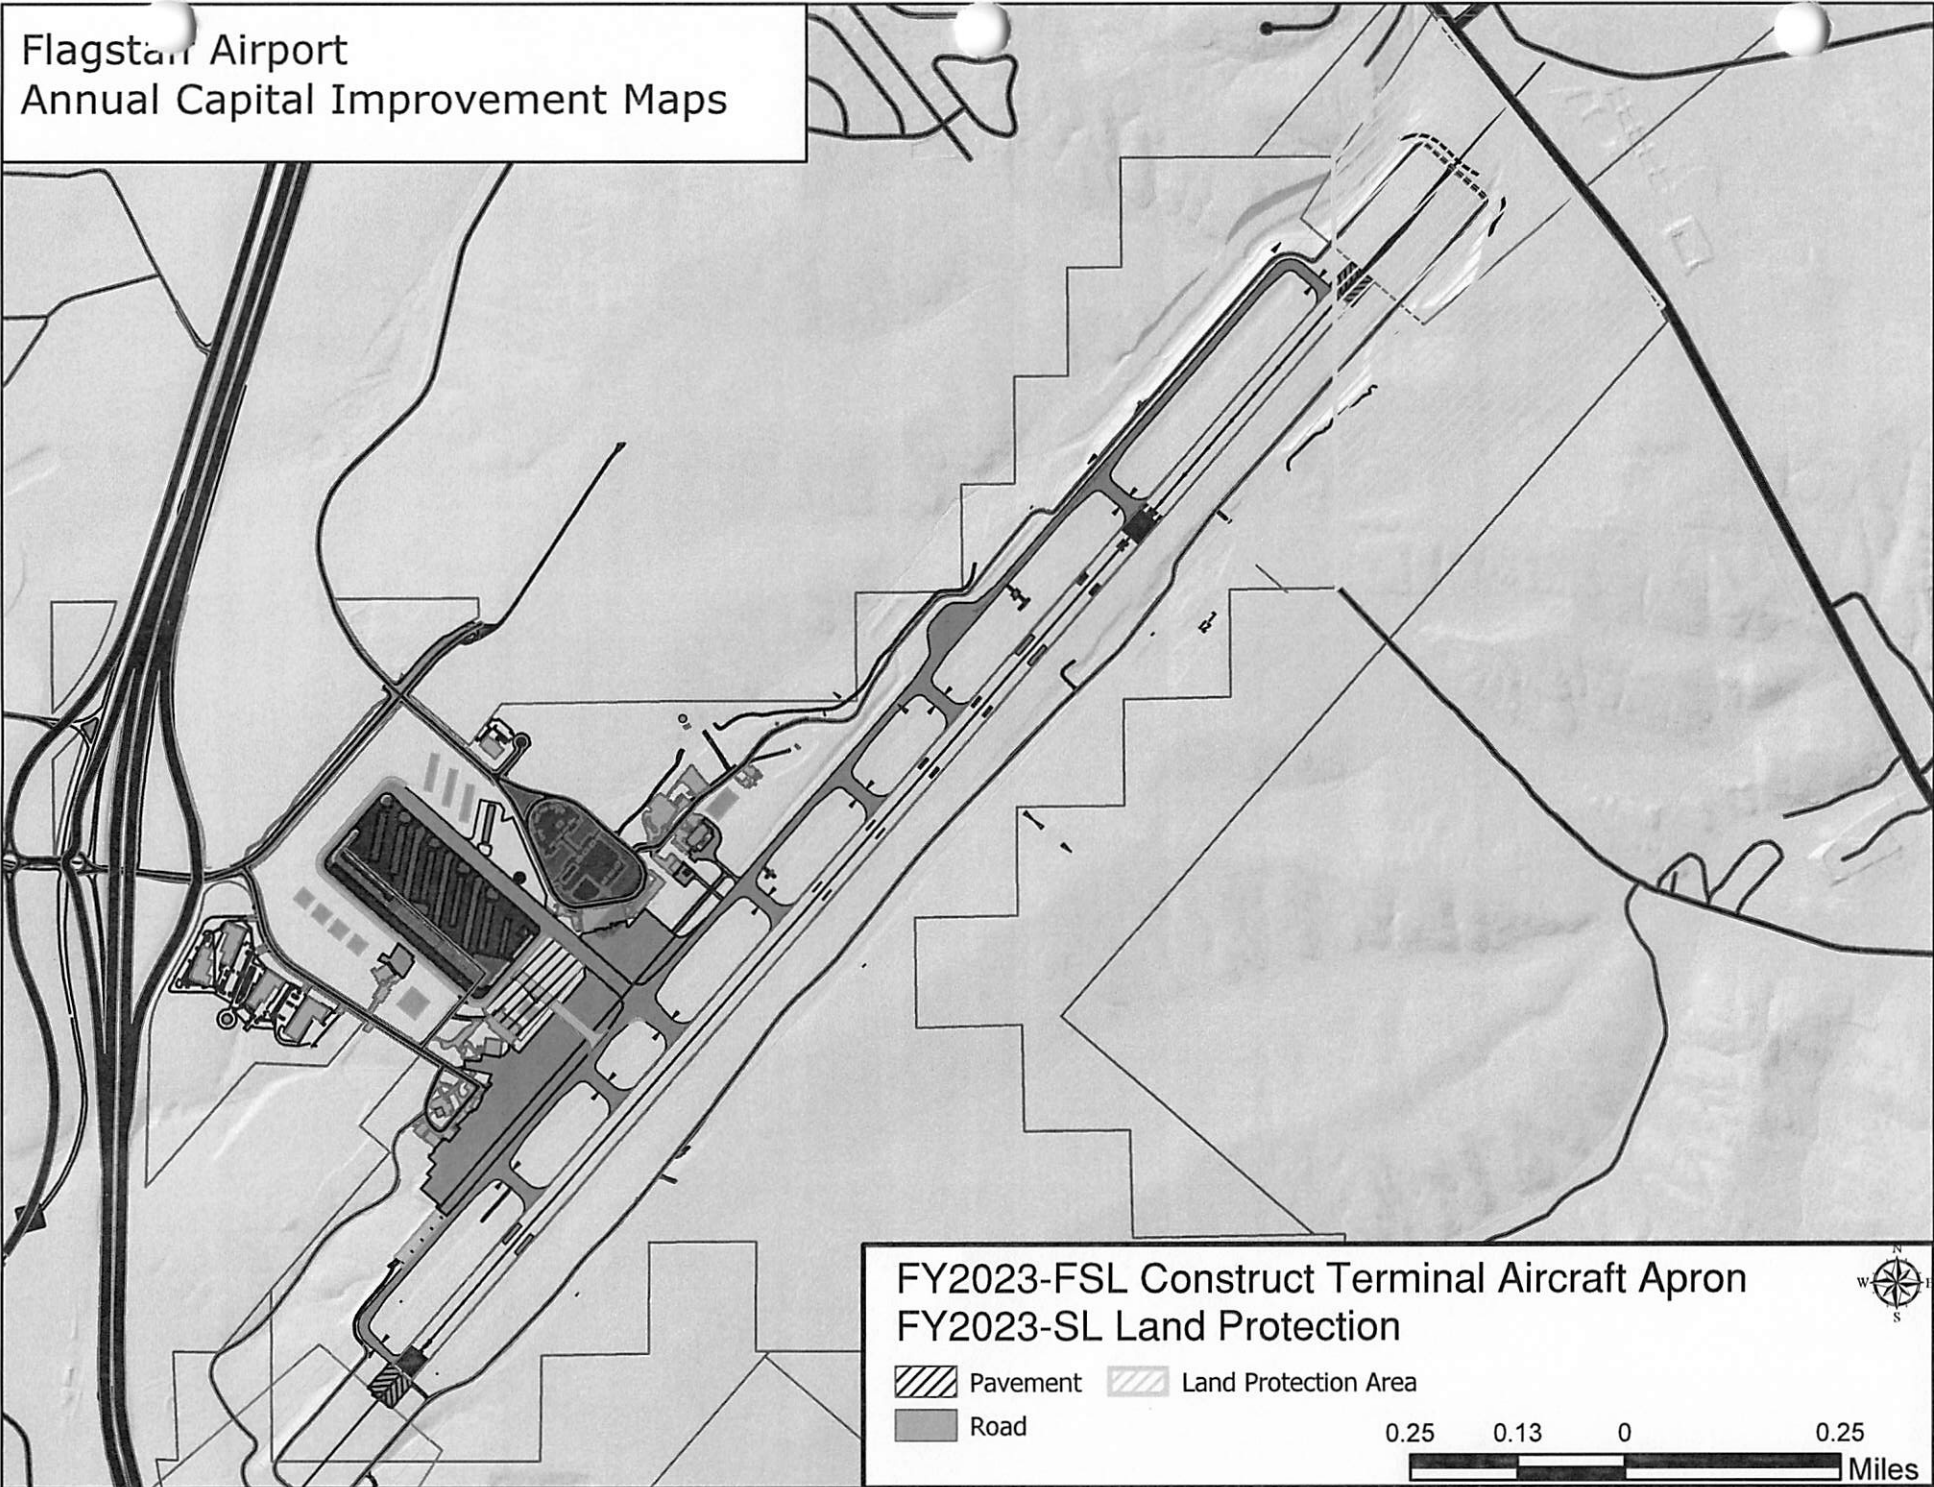 Flagstaff Airport
Annual Capital Improvement Maps
FY2023-FSL Construct Terminal Aircraft Apron
FY2023-SL Land Protection
N
W E
S
Pavement Land Protection Area
Road
0.25 0.13 0 0.25
Miles